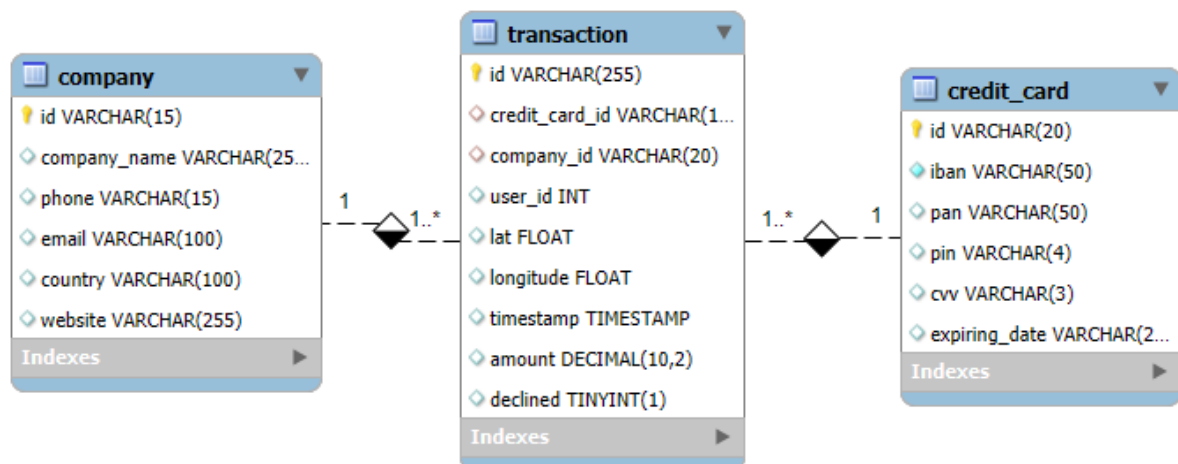 company
id VARCHAR(15)
company_name VARCHAR(25...
phone VARCHAR(15)
email VARCHAR(100)
country VARCHAR(100)
website VARCHAR(255)
Indexes
1
1..*
transaction
id VARCHAR(255)
credit_card_id VARCHAR(1...
company_id VARCHAR(20)
user_id INT
lat FLOAT
longitude FLOAT
timestamp TIMESTAMP
amount DECIMAL(10,2)
declined TINYINT(1)
Indexes
1..*
1
credit_card
id VARCHAR(20)
iban VARCHAR(50)
pan VARCHAR(50)
pin VARCHAR(4)
cvv VARCHAR(3)
expiring_date VARCHAR(2...
Indexes